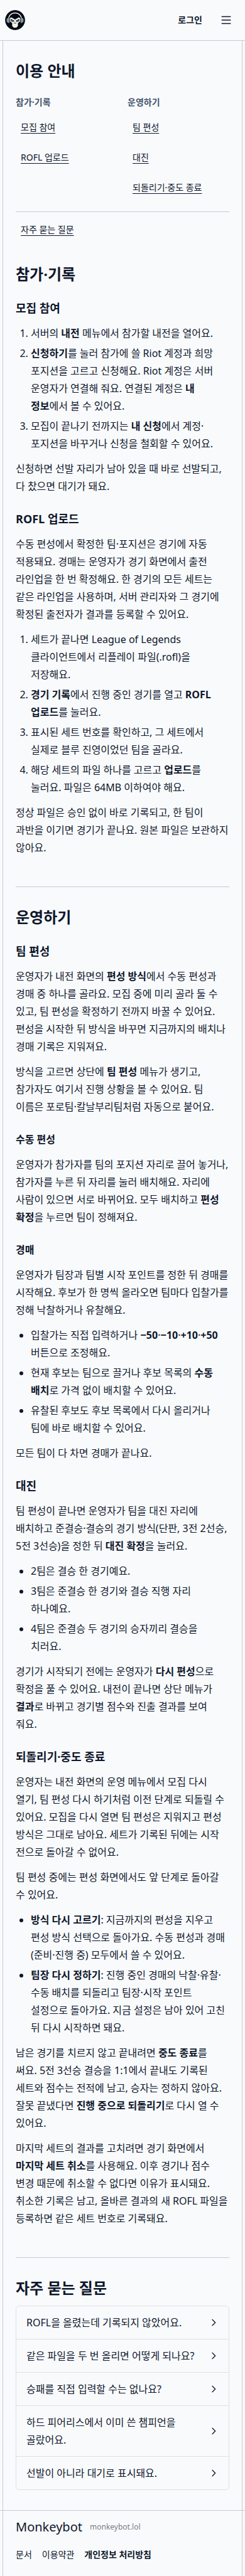 로그인
이용 안내
참가·기록
운영하기
모집 참여
팀 편성
ROFL 업로드
대진
되돌리기·중도 종료
자주 묻는 질문
참가·기록
모집 참여
1. 서버의 내전 메뉴에서 참가할 내전을 열어요.
2. 신청하기를 눌러 참가에 쓸 Riot 계정과 희망
포지션을 고르고 신청해요. Riot 계정은 서버
운영자가 연결해 줘요. 연결된 계정은 내
정보에서 볼 수 있어요.
3. 모집이 끝나기 전까지는 내 신청에서 계정·
포지션을 바꾸거나 신청을 철회할 수 있어요.
신청하면 선발 자리가 남아 있을 때 바로 선발되고,
다 찼으면 대기가 돼요.
ROFL 업로드
수동 편성에서 확정한 팀·포지션은 경기에 자동
적용돼요. 경매는 운영자가 경기 화면에서 출전
라인업을 한 번 확정해요. 한 경기의 모든 세트는
같은 라인업을 사용하며, 서버 관리자와 그 경기에
확정된 출전자가 결과를 등록할 수 있어요.
1. 세트가 끝나면 League of Legends
클라이언트에서 리플레이 파일(.rofl)을
저장해요.
2. 경기 기록에서 진행 중인 경기를 열고 ROFL
업로드를 눌러요.
3. 표시된 세트 번호를 확인하고, 그 세트에서
실제로 블루 진영이었던 팀을 골라요.
4. 해당 세트의 파일 하나를 고르고 업로드를
눌러요. 파일은 64MB 이하여야 해요.
정상 파일은 승인 없이 바로 기록되고, 한 팀이
과반을 이기면 경기가 끝나요. 원본 파일은 보관하지
않아요.
운영하기
팀 편성
운영자가 내전 화면의 편성 방식에서 수동 편성과
경매 중 하나를 골라요. 모집 중에 미리 골라 둘 수
있고, 팀 편성을 확정하기 전까지 바꿀 수 있어요.
편성을 시작한 뒤 방식을 바꾸면 지금까지의 배치나
경매 기록은 지워져요.
방식을 고르면 상단에 팀 편성 메뉴가 생기고,
참가자도 여기서 진행 상황을 볼 수 있어요. 팀
이름은 포로팀·칼날부리팀처럼 자동으로 붙어요.
수동 편성
운영자가 참가자를 팀의 포지션 자리로 끌어 놓거나,
참가자를 누른 뒤 자리를 눌러 배치해요. 자리에
사람이 있으면 서로 바뀌어요. 모두 배치하고 편성
확정을 누르면 팀이 정해져요.
경매
운영자가 팀장과 팀별 시작 포인트를 정한 뒤 경매를
시작해요. 후보가 한 명씩 올라오면 팀마다 입찰가를
정해 낙찰하거나 유찰해요.
• 입찰가는 직접 입력하거나 −50·−10·+10·+50
버튼으로 조정해요.
• 현재 후보는 팀으로 끌거나 후보 목록의 수동
배치로 가격 없이 배치할 수 있어요.
• 유찰된 후보도 후보 목록에서 다시 올리거나
팀에 바로 배치할 수 있어요.
모든 팀이 다 차면 경매가 끝나요.
대진
팀 편성이 끝나면 운영자가 팀을 대진 자리에
배치하고 준결승·결승의 경기 방식(단판, 3전 2선승,
5전 3선승)을 정한 뒤 대진 확정을 눌러요.
• 2팀은 결승 한 경기예요.
• 3팀은 준결승 한 경기와 결승 직행 자리
하나예요.
• 4팀은 준결승 두 경기의 승자끼리 결승을
치러요.
경기가 시작되기 전에는 운영자가 다시 편성으로
확정을 풀 수 있어요. 내전이 끝나면 상단 메뉴가
결과로 바뀌고 경기별 점수와 진출 결과를 보여
줘요.
되돌리기·중도 종료
운영자는 내전 화면의 운영 메뉴에서 모집 다시
열기, 팀 편성 다시 하기처럼 이전 단계로 되돌릴 수
있어요. 모집을 다시 열면 팀 편성은 지워지고 편성
방식은 그대로 남아요. 세트가 기록된 뒤에는 시작
전으로 돌아갈 수 없어요.
팀 편성 중에는 편성 화면에서도 앞 단계로 돌아갈
수 있어요.
• 방식 다시 고르기: 지금까지의 편성을 지우고
편성 방식 선택으로 돌아가요. 수동 편성과 경매
(준비·진행 중) 모두에서 쓸 수 있어요.
• 팀장 다시 정하기: 진행 중인 경매의 낙찰·유찰·
수동 배치를 되돌리고 팀장·시작 포인트
설정으로 돌아가요. 지금 설정은 남아 있어 고친
뒤 다시 시작하면 돼요.
남은 경기를 치르지 않고 끝내려면 중도 종료를
써요. 5전 3선승 결승을 1:1에서 끝내도 기록된
세트와 점수는 전적에 남고, 승자는 정하지 않아요.
잘못 끝냈다면 진행 중으로 되돌리기로 다시 열 수
있어요.
마지막 세트의 결과를 고치려면 경기 화면에서
마지막 세트 취소를 사용해요. 이후 경기나 점수
변경 때문에 취소할 수 없다면 이유가 표시돼요.
취소한 기록은 남고, 올바른 결과의 새 ROFL 파일을
등록하면 같은 세트 번호로 기록돼요.
자주 묻는 질문
ROFL을 올렸는데 기록되지 않았어요.
같은 파일을 두 번 올리면 어떻게 되나요?
승패를 직접 입력할 수는 없나요?
하드 피어리스에서 이미 쓴 챔피언을
골랐어요.
선발이 아니라 대기로 표시돼요.
Monkeybot monkeybot.lol
문서 이용약관 개인정보 처리방침